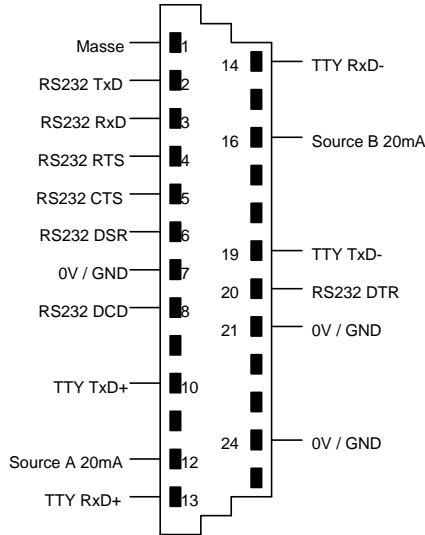 Masse 1
RS232 TxD 2
RS232 RxD 3
RS232 RTS 4
RS232 CTS 5
RS232 DSR 6
0V / GND 7
RS232 DCD 8
TTY TxD+ 10
Source A 20mA 12
TTY RxD+ 13
14 TTY RxD-
16 Source B 20mA
19 TTY TxD-
20 RS232 DTR
21 0V / GND
24 0V / GND